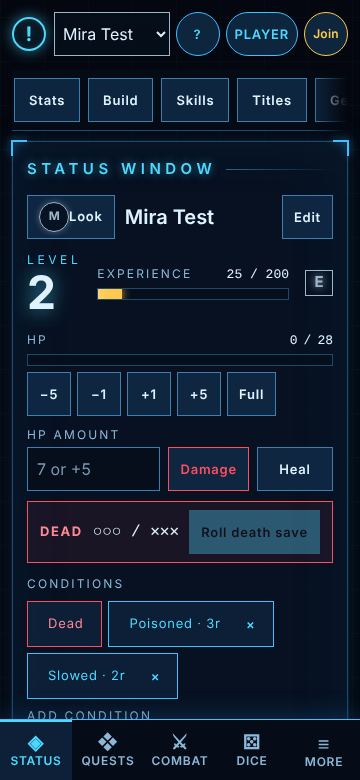 !
Mira Test
?
PLAYER
Join
Stats
Build
Skills
Titles
Ge
STATUS WINDOW
M
Look
Mira Test
Edit
LEVEL
2
EXPERIENCE
25 / 200
E
HP
0 / 28
−5
−1
+1
+5
Full
HP AMOUNT
7 or +5
Damage
Heal
DEAD ○○○ / ×××
Roll death save
CONDITIONS
Dead
Poisoned · 3r ×
Slowed · 2r ×
ADD CONDITION
STATUS
QUESTS
COMBAT
DICE
MORE